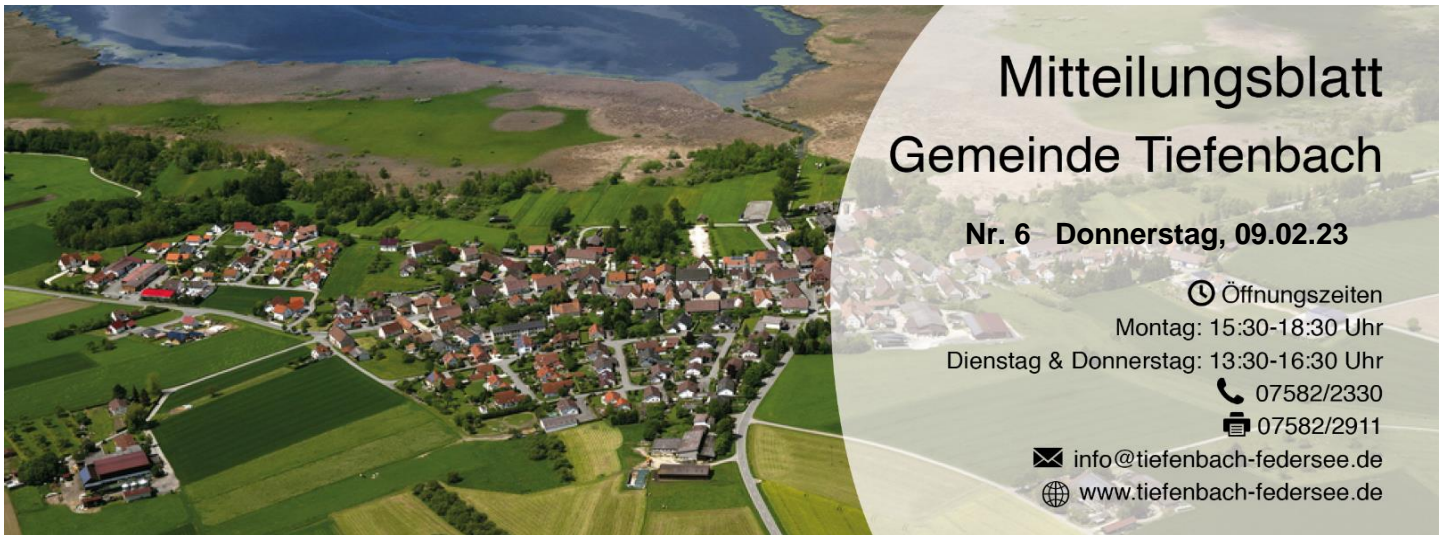 Mitteilungsblatt
Gemeinde Tiefenbach
Nr. 6 Donnerstag, 09.02.23
Öffnungszeiten
Montag: 15:30-18:30 Uhr
Dienstag & Donnerstag: 13:30-16:30 Uhr
07582/2330
07582/2911
info@tiefenbach-federsee.de
www.tiefenbach-federsee.de